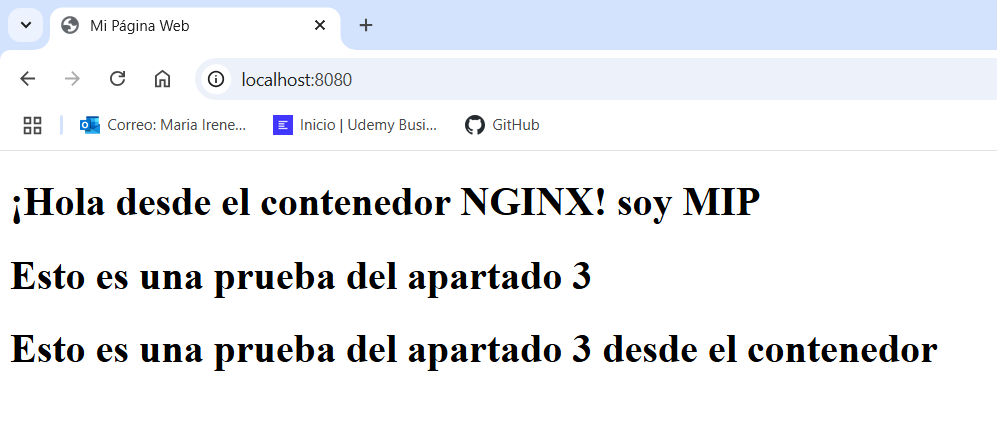 Mi Página Web
localhost:8080
Correo: Maria Irene... Inicio | Udemy Busi... GitHub
¡Hola desde el contenedor NGINX! soy MIP
Esto es una prueba del apartado 3
Esto es una prueba del apartado 3 desde el contenedor